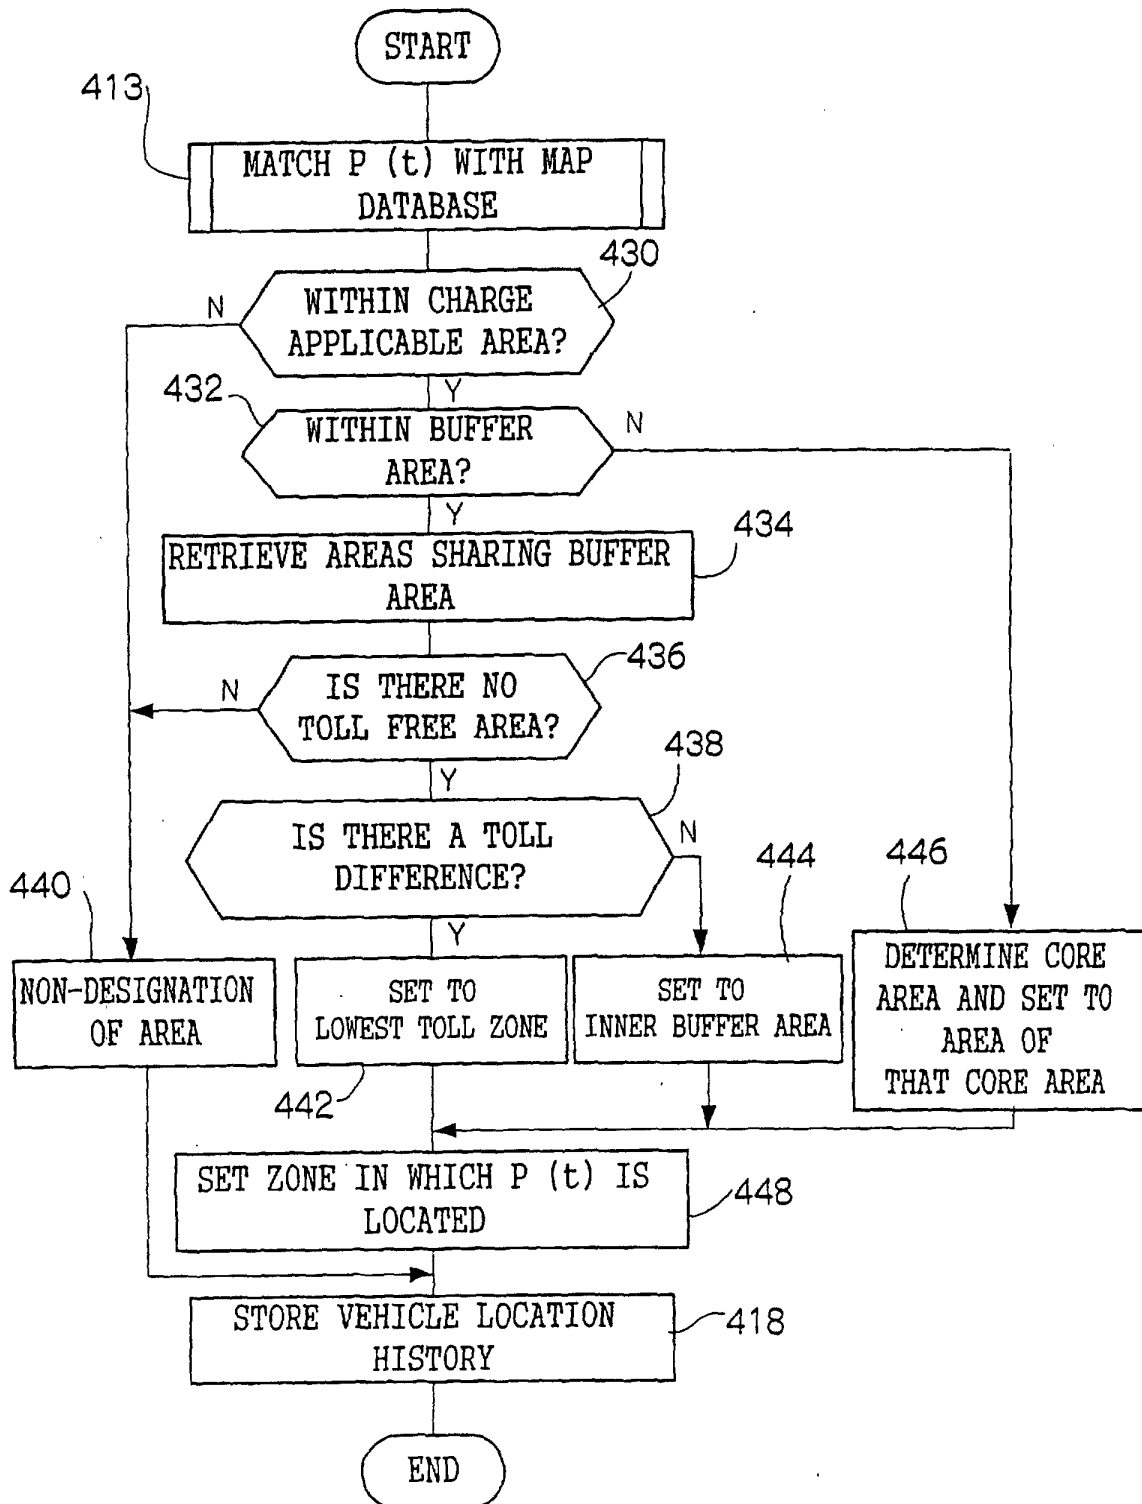 START
413
MATCH P (t) WITH MAP
DATABASE
430
N
WITHIN CHARGE
APPLICABLE AREA?
Y
432
WITHIN BUFFER
AREA?
N
Y
434
RETRIEVE AREAS SHARING BUFFER
AREA
436
N
IS THERE NO
TOLL FREE AREA?
Y
438
IS THERE A TOLL
DIFFERENCE?
N
Y
440
444
446
NON-DESIGNATION
OF AREA
SET TO
LOWEST TOLL ZONE
442
SET TO
INNER BUFFER AREA
DETERMINE CORE
AREA AND SET TO
AREA OF
THAT CORE AREA
SET ZONE IN WHICH P (t) IS
LOCATED
448
STORE VEHICLE LOCATION
HISTORY
418
END